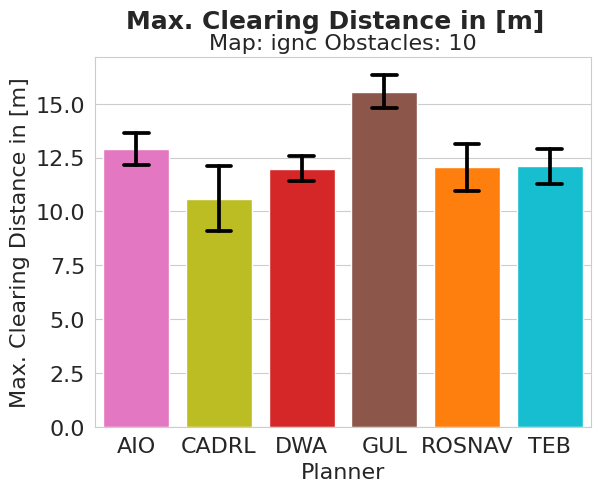 Max. Clearing Distance in [m]
Map: ignc Obstacles: 10
Max. Clearing Distance in [m]
15.0
12.5
10.0
7.5
5.0
2.5
0.0
AIO CADRL DWA GUL ROSNAV TEB
Planner